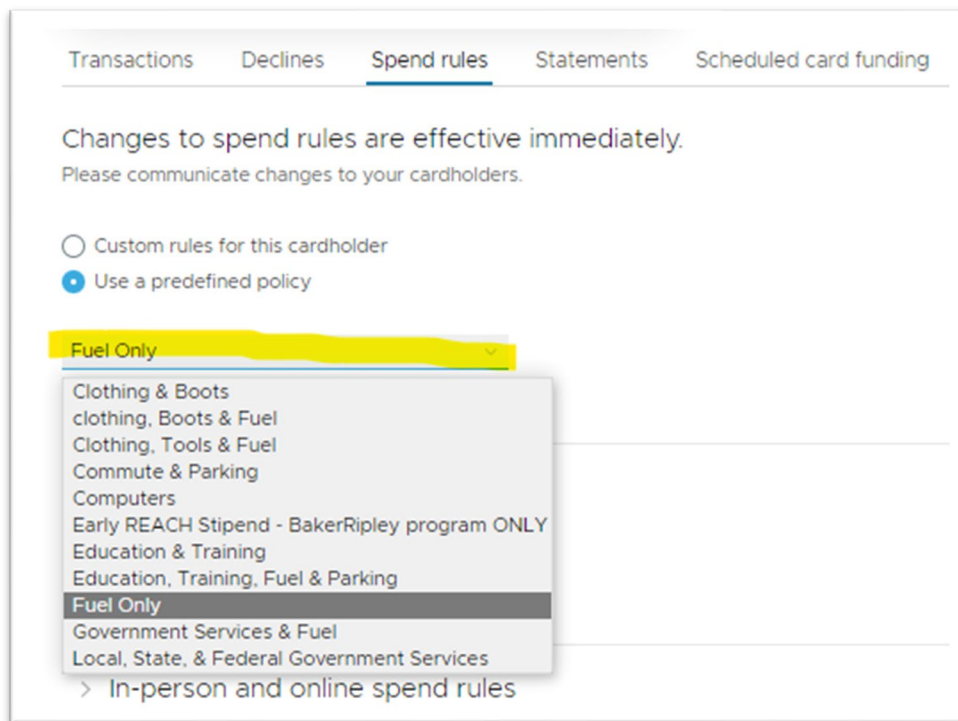 Transactions Declines Spend rules Statements Scheduled card funding
Changes to spend rules are effective immediately.
Please communicate changes to your cardholders.
Custom rules for this cardholder
Use a predefined policy
Fuel Only
Clothing & Boots
clothing, Boots & Fuel
Clothing, Tools & Fuel
Commute & Parking
Computers
Early REACH Stipend - BakerRipley program ONLY
Education & Training
Education, Training, Fuel & Parking
Fuel Only
Government Services & Fuel
Local, State, & Federal Government Services
In-person and online spend rules